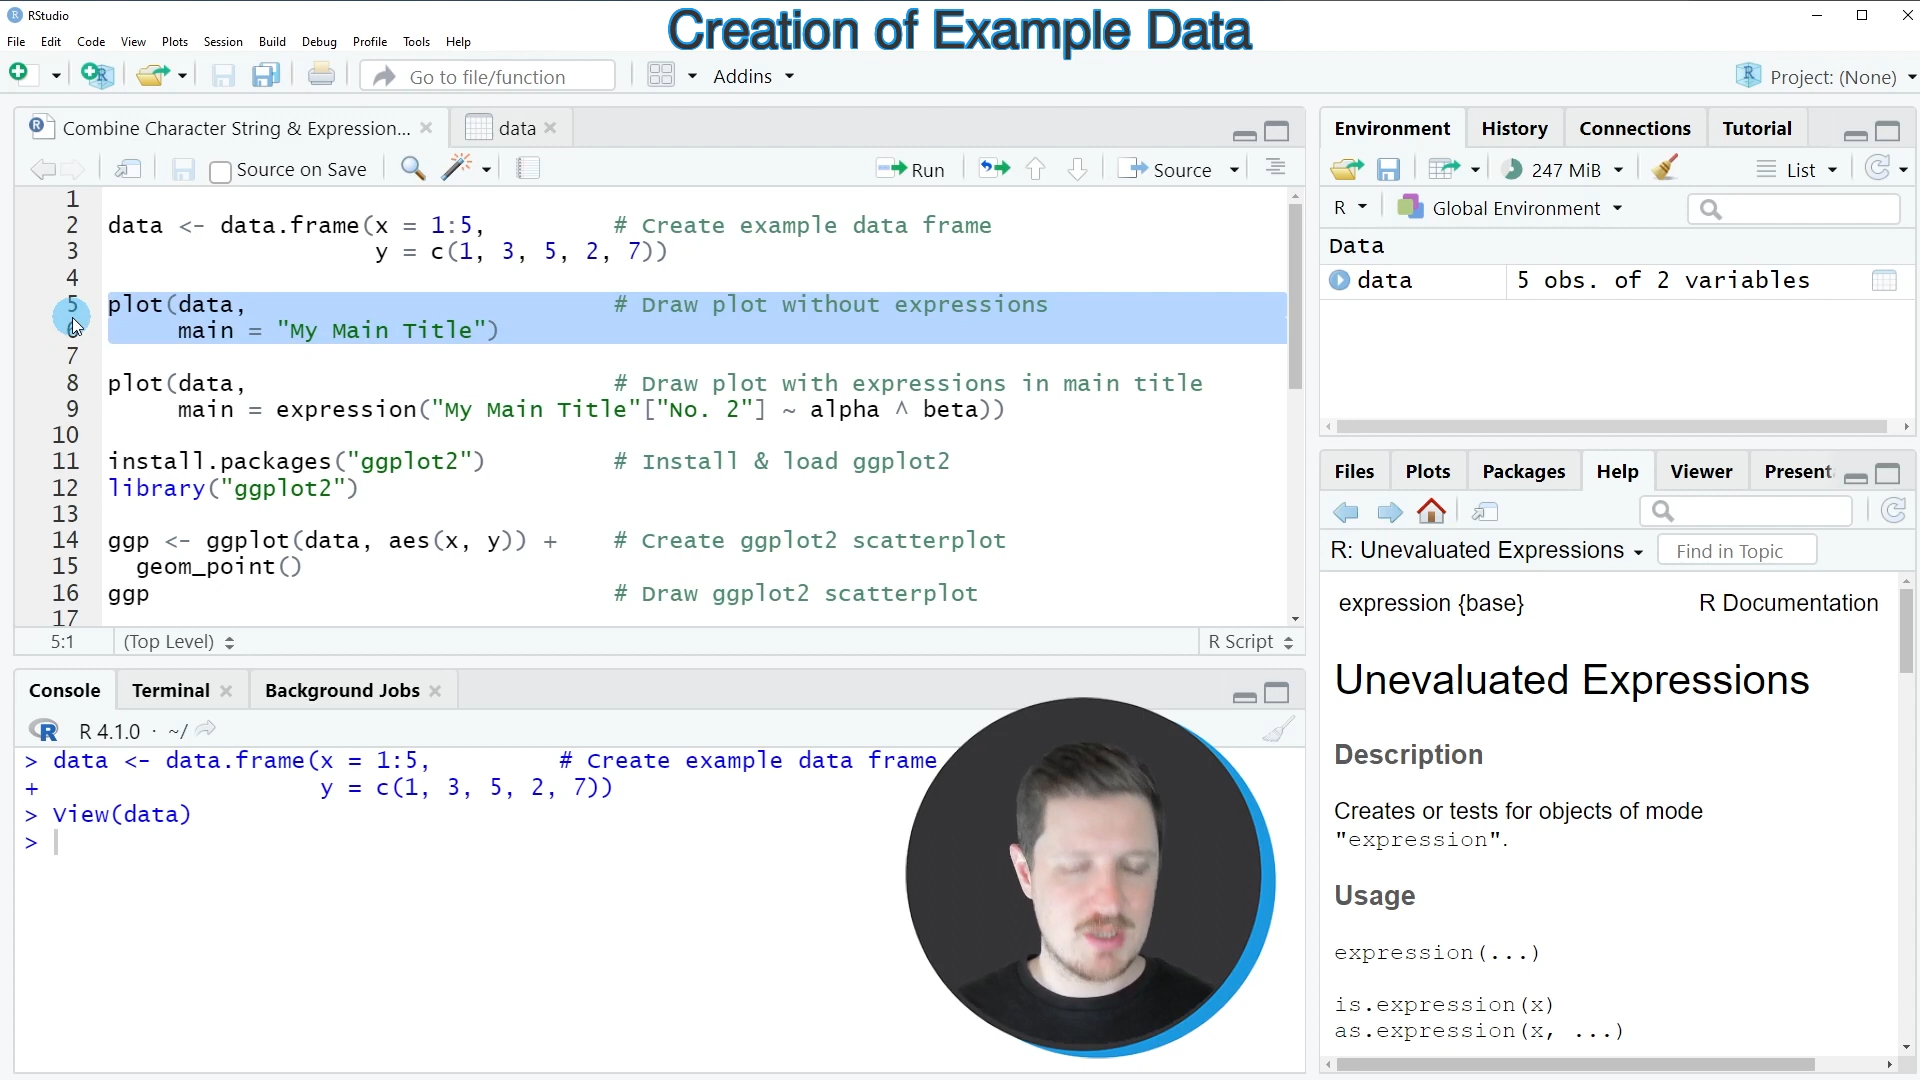 RStudio
Creation of Example Data
File Edit Code View Plots Session Build Debug Profile Tools Help
Go to file/function
Addins
Project: (None)
Combine Character String & Expression...
data
Source on Save
Run
Source
1
2 data <- data.frame(x = 1:5, # Create example data frame
3 y = c(1, 3, 5, 2, 7))
4
5 plot(data, # Draw plot without expressions
6 main = "My Main Title")
7
8 plot(data, # Draw plot with expressions in main title
9 main = expression("My Main Title"["No. 2"] ~ alpha ^ beta))
10
11 install.packages("ggplot2") # Install & load ggplot2
12 library("ggplot2")
13
14 ggp <- ggplot(data, aes(x, y)) + # Create ggplot2 scatterplot
15 geom_point()
16 ggp # Draw ggplot2 scatterplot
17
5:1 (Top Level) R Script
Console Terminal Background Jobs
R 4.1.0 · ~/
> data <- data.frame(x = 1:5, # Create example data frame
+ y = c(1, 3, 5, 2, 7))
> View(data)
>
Environment History Connections Tutorial
247 MiB List
R Global Environment
Data
data 5 obs. of 2 variables
Files Plots Packages Help Viewer Present
R: Unevaluated Expressions Find in Topic
expression {base} R Documentation
Unevaluated Expressions
Description
Creates or tests for objects of mode
"expression".
Usage
expression(...)
is.expression(x)
as.expression(x, ...)